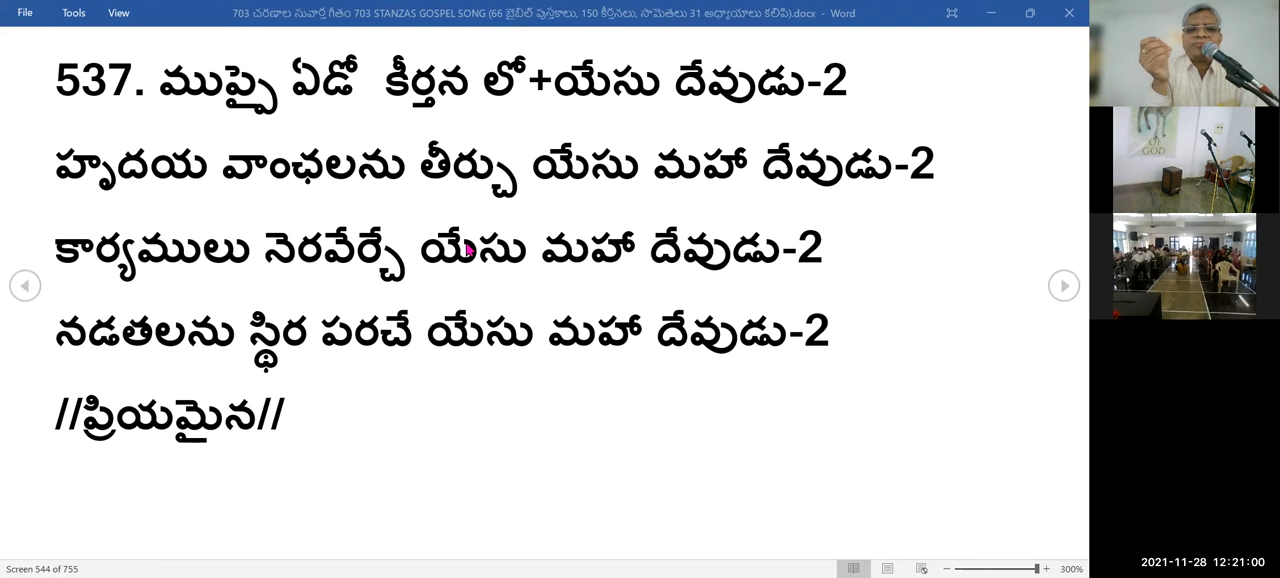 File Tools View 703 చరణాల సువార్త గీతం 703 STANZAS GOSPEL SONG (66 బైబిల్ పుస్తకాలు, 150 కీర్తనలు, సామెతలు 31 అధ్యాయాలు కలిపి).docx - Word
537. ముప్పై ఏడో కీర్తన లో+యేసు దేవుడు-2
హృదయ వాంఛలను తీర్చు యేసు మహా దేవుడు-2
కార్యములు నెరవేర్చే యేసు మహా దేవుడు-2
నడతలను స్థిర పరచే యేసు మహా దేవుడు-2
//ప్రియమైన//
OF
GOD
2021-11-28 12:21:00
Screen 544 of 755
300%